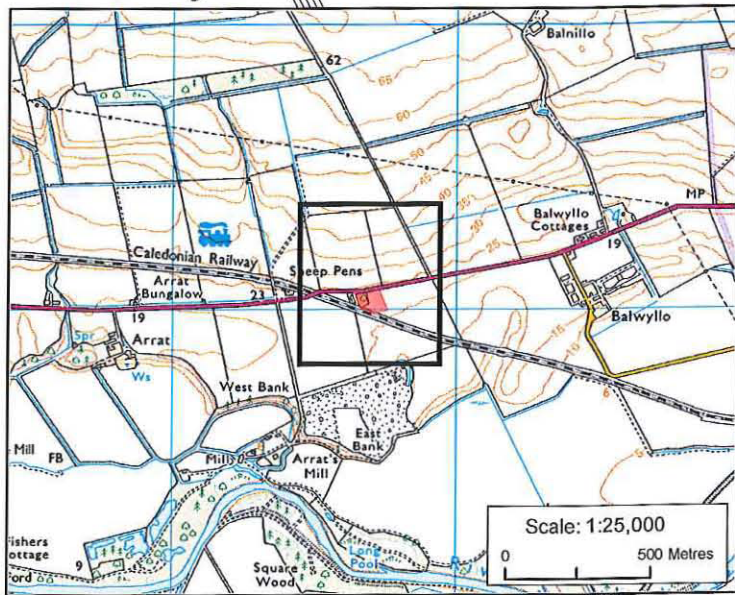 Balnillo
62
65
60
50
45
40
35
30
25
MP
Balwyllo
Cottages
19
Caledonian Railway
Sheep Pens
Arrat
Bungalow
23
19
Spr
Arrat
Ws
Balwyllo
15
10
6
5
West Bank
East
Bank
Mill
FB
Mill
Arrat's
Mill
Fishers
ottage
ford
9
Square
Wood
Long
Pool
R
Scale: 1:25,000
0
500 Metres